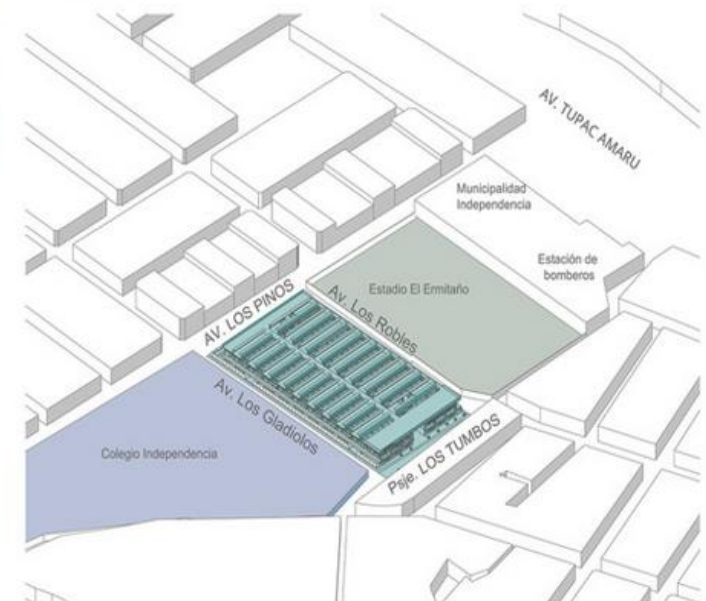 AV. TUPAC AMARU
Municipalidad
Independencia
Estación de
bomberos
Estadio El Ermitaño
AV. LOS PINOS
Av. Los Robles
Av. Los Gladiolos
Colegio Independencia
Psje. LOS TUMBOS